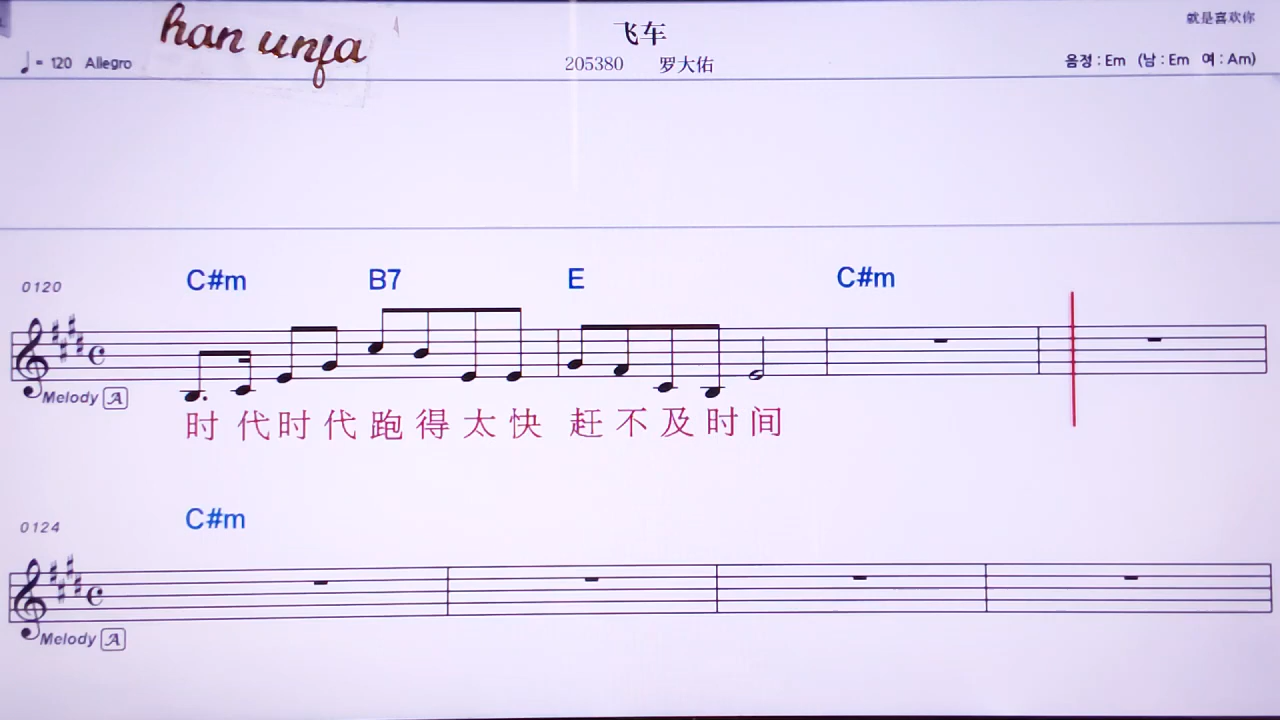 han unfa
飞车
就是喜欢你
♩= 120 Allegro
205380 罗大佑
음정 : Em (남 : Em 여 : Am)
C#m B7 E C#m
0120
Melody A
时代时代跑得太快 赶不及时间
C#m
0124
Melody A